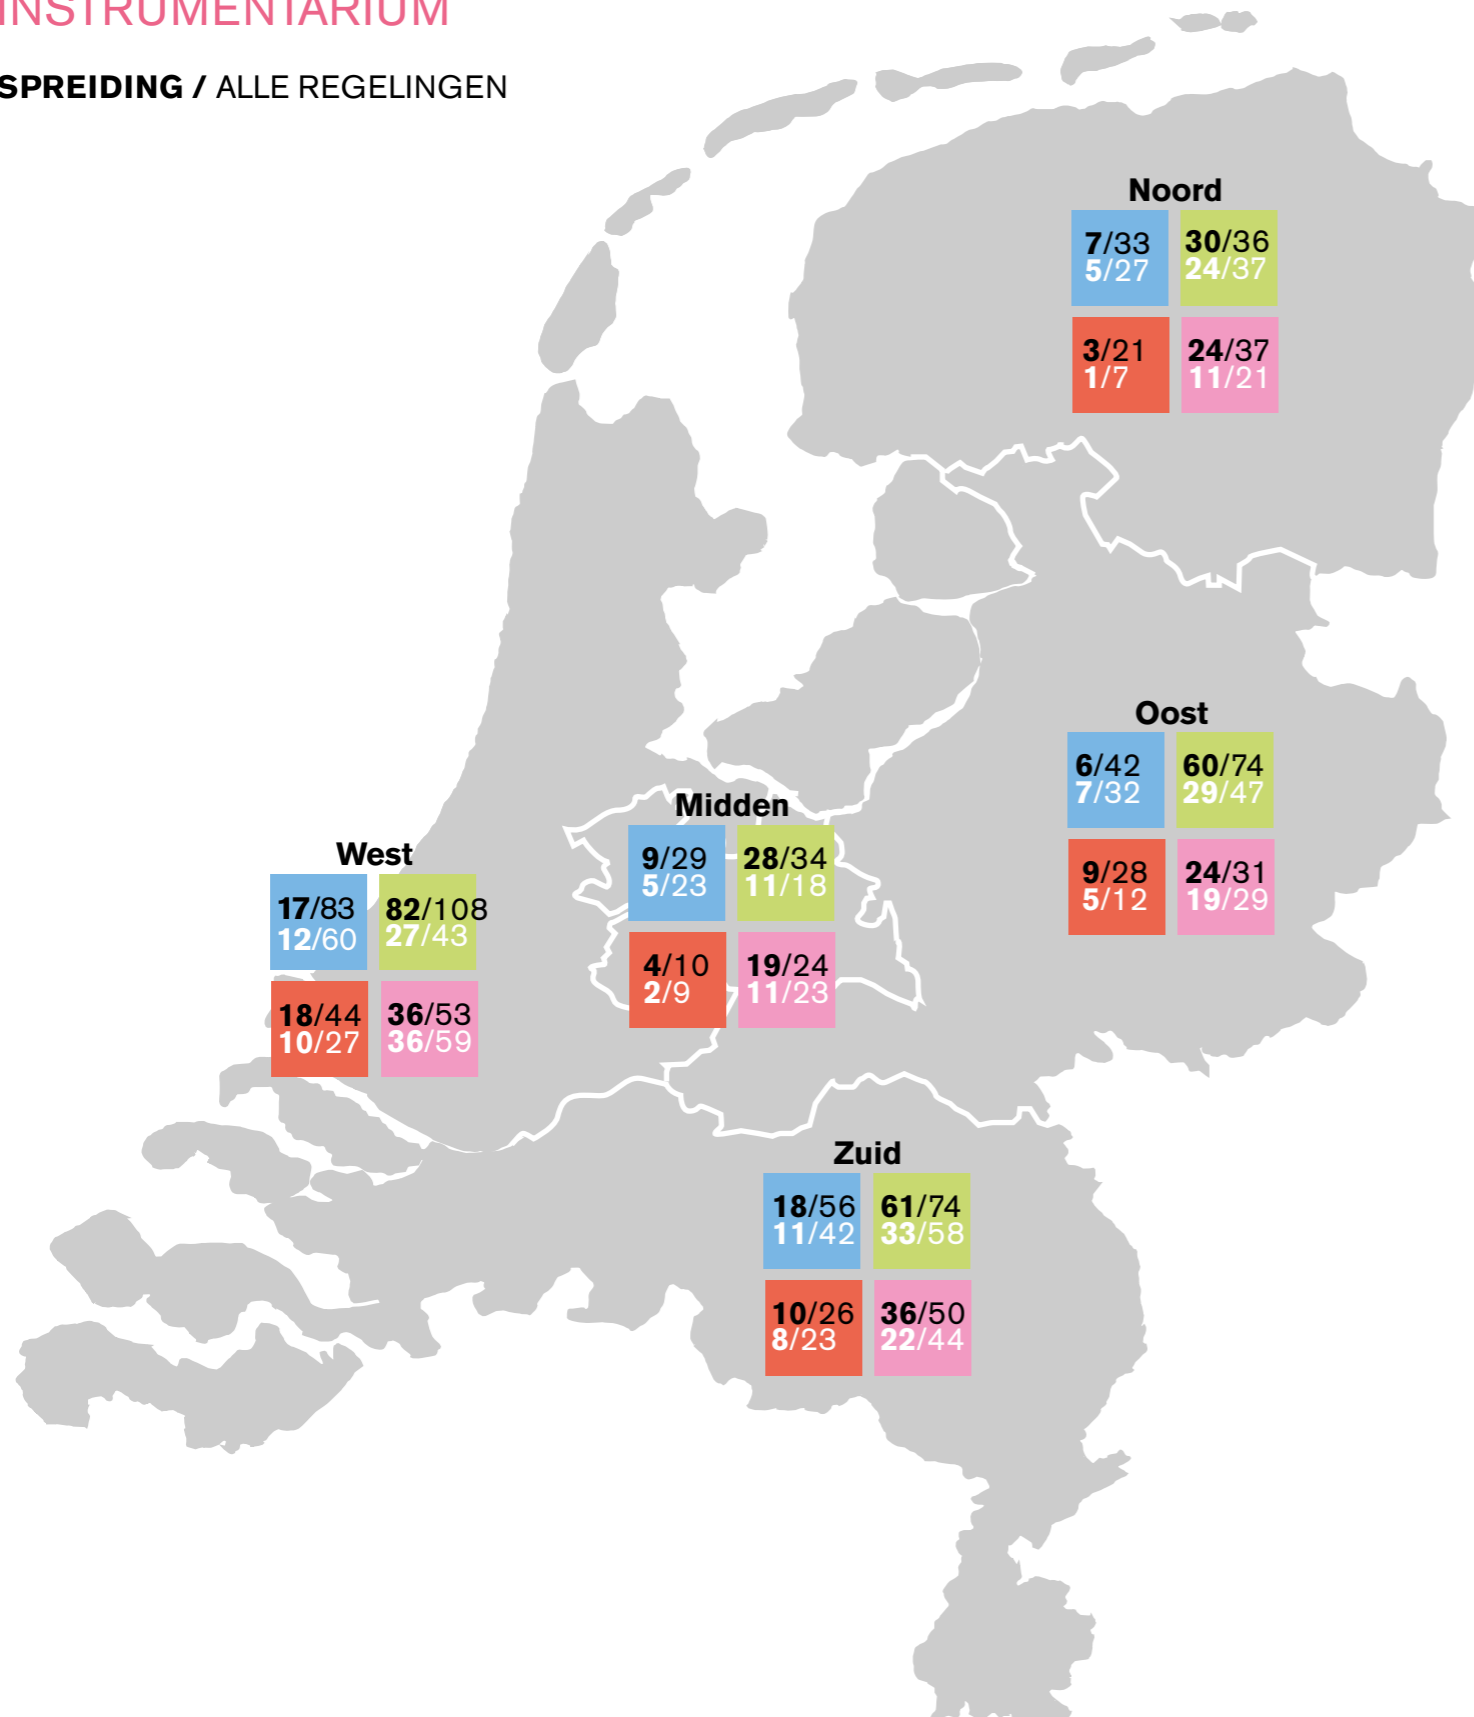 INSTRUMENTARIUM
SPREIDING / ALLE REGELINGEN
Noord
7/33 30/36
5/27 24/37
3/21 24/37
1/7 11/21
Oost
6/42 60/74
7/32 29/47
9/28 24/31
5/12 19/29
Midden
9/29 28/34
5/23 11/18
4/10 19/24
2/9 11/23
West
17/83 82/108
12/60 27/43
18/44 36/53
10/27 36/59
Zuid
18/56 61/74
11/42 33/58
10/26 36/50
8/23 22/44